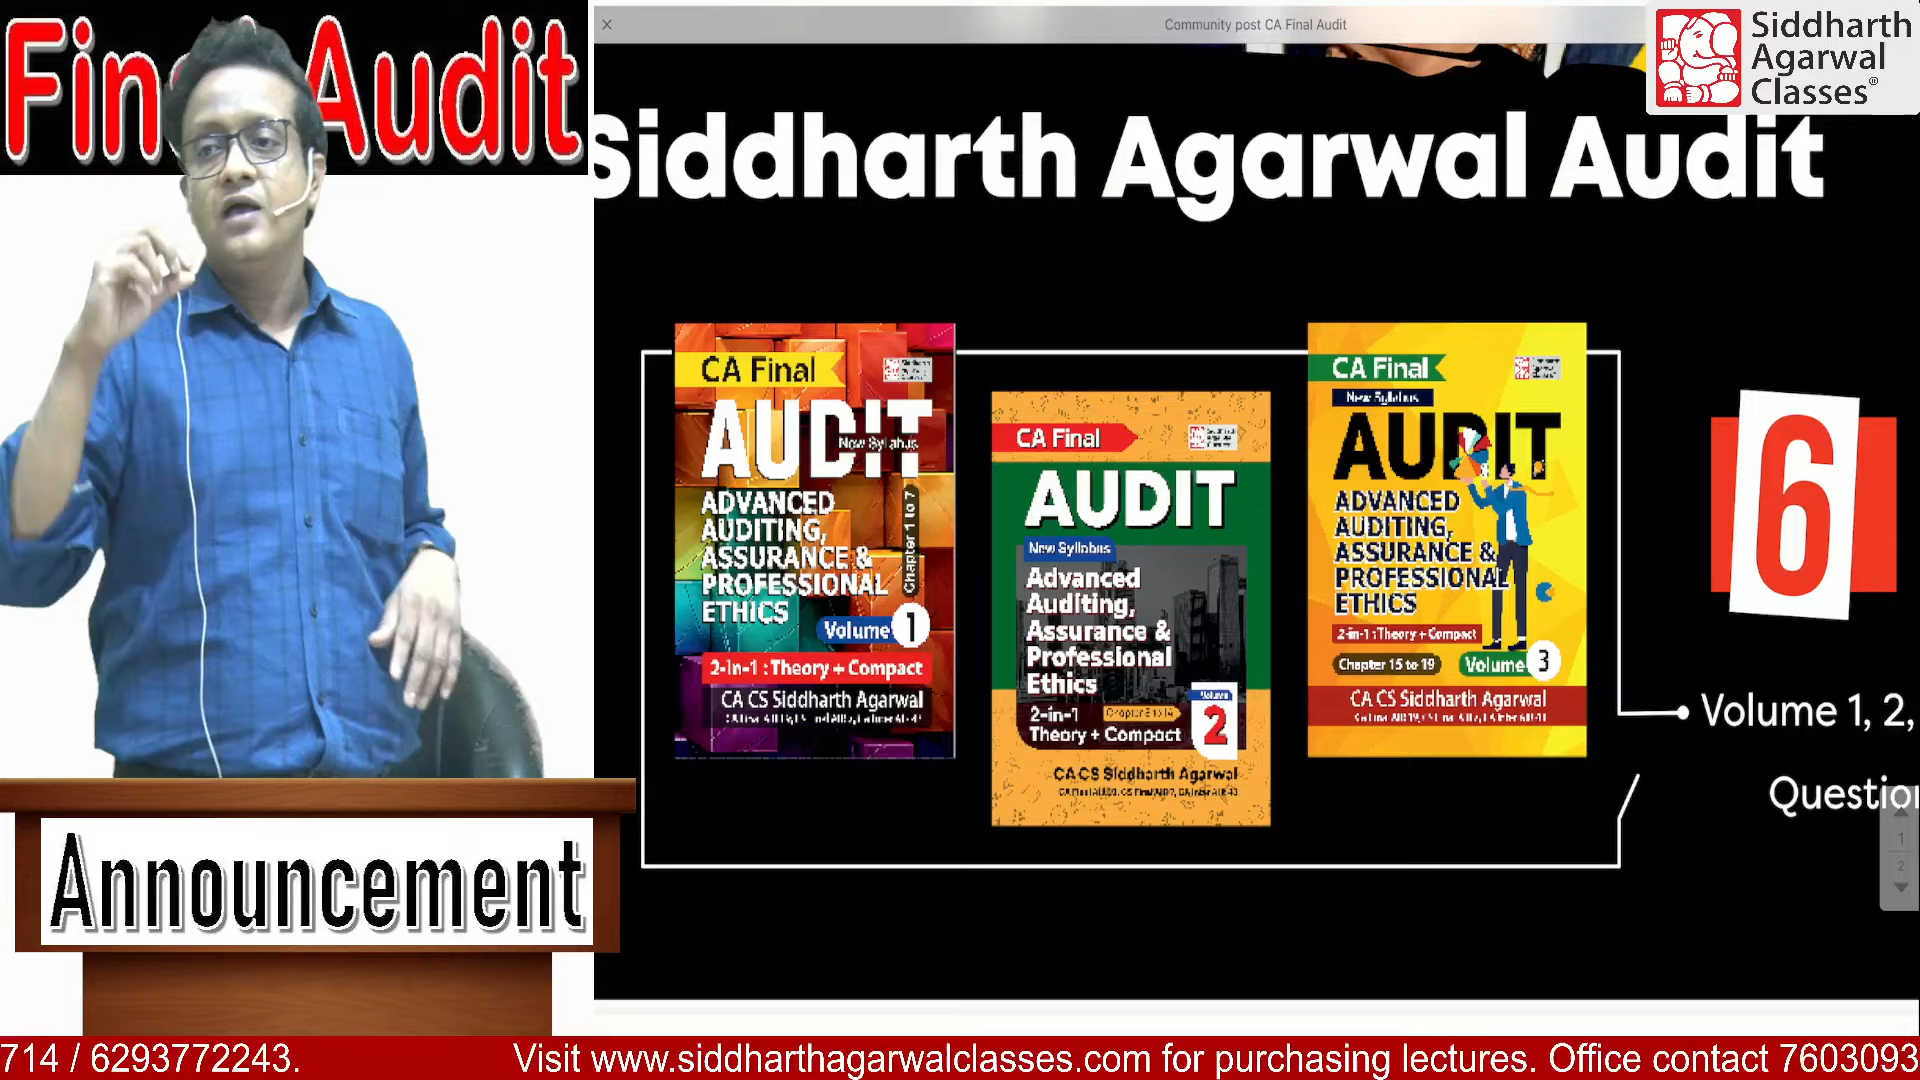 Fin Audit
Community post CA Final Audit
Siddharth
Agarwal
Classes®
Siddharth Agarwal Audit
CA Final
AUDIT
New Syllabus
ADVANCED
AUDITING,
ASSURANCE &
PROFESSIONAL
ETHICS
Chapter 1 to 7
Volume 1
2-in-1 : Theory + Compact
CA CS Siddharth Agarwal
CA Final
AUDIT
New Syllabus
Advanced
Auditing,
Assurance &
Professional
Ethics
2-in-1
Theory + Compact
Volume
2
CA CS Siddharth Agarwal
CA Final
New Syllabus
AUDIT
ADVANCED
AUDITING,
ASSURANCE &
PROFESSIONAL
ETHICS
2-in-1 : Theory + Compact
Chapter 15 to 19
Volume 3
CA CS Siddharth Agarwal
6
Volume 1, 2,
Question
1
2
Announcement
714 / 6293772243. Visit www.siddharthagarwalclasses.com for purchasing lectures. Office contact 7603093